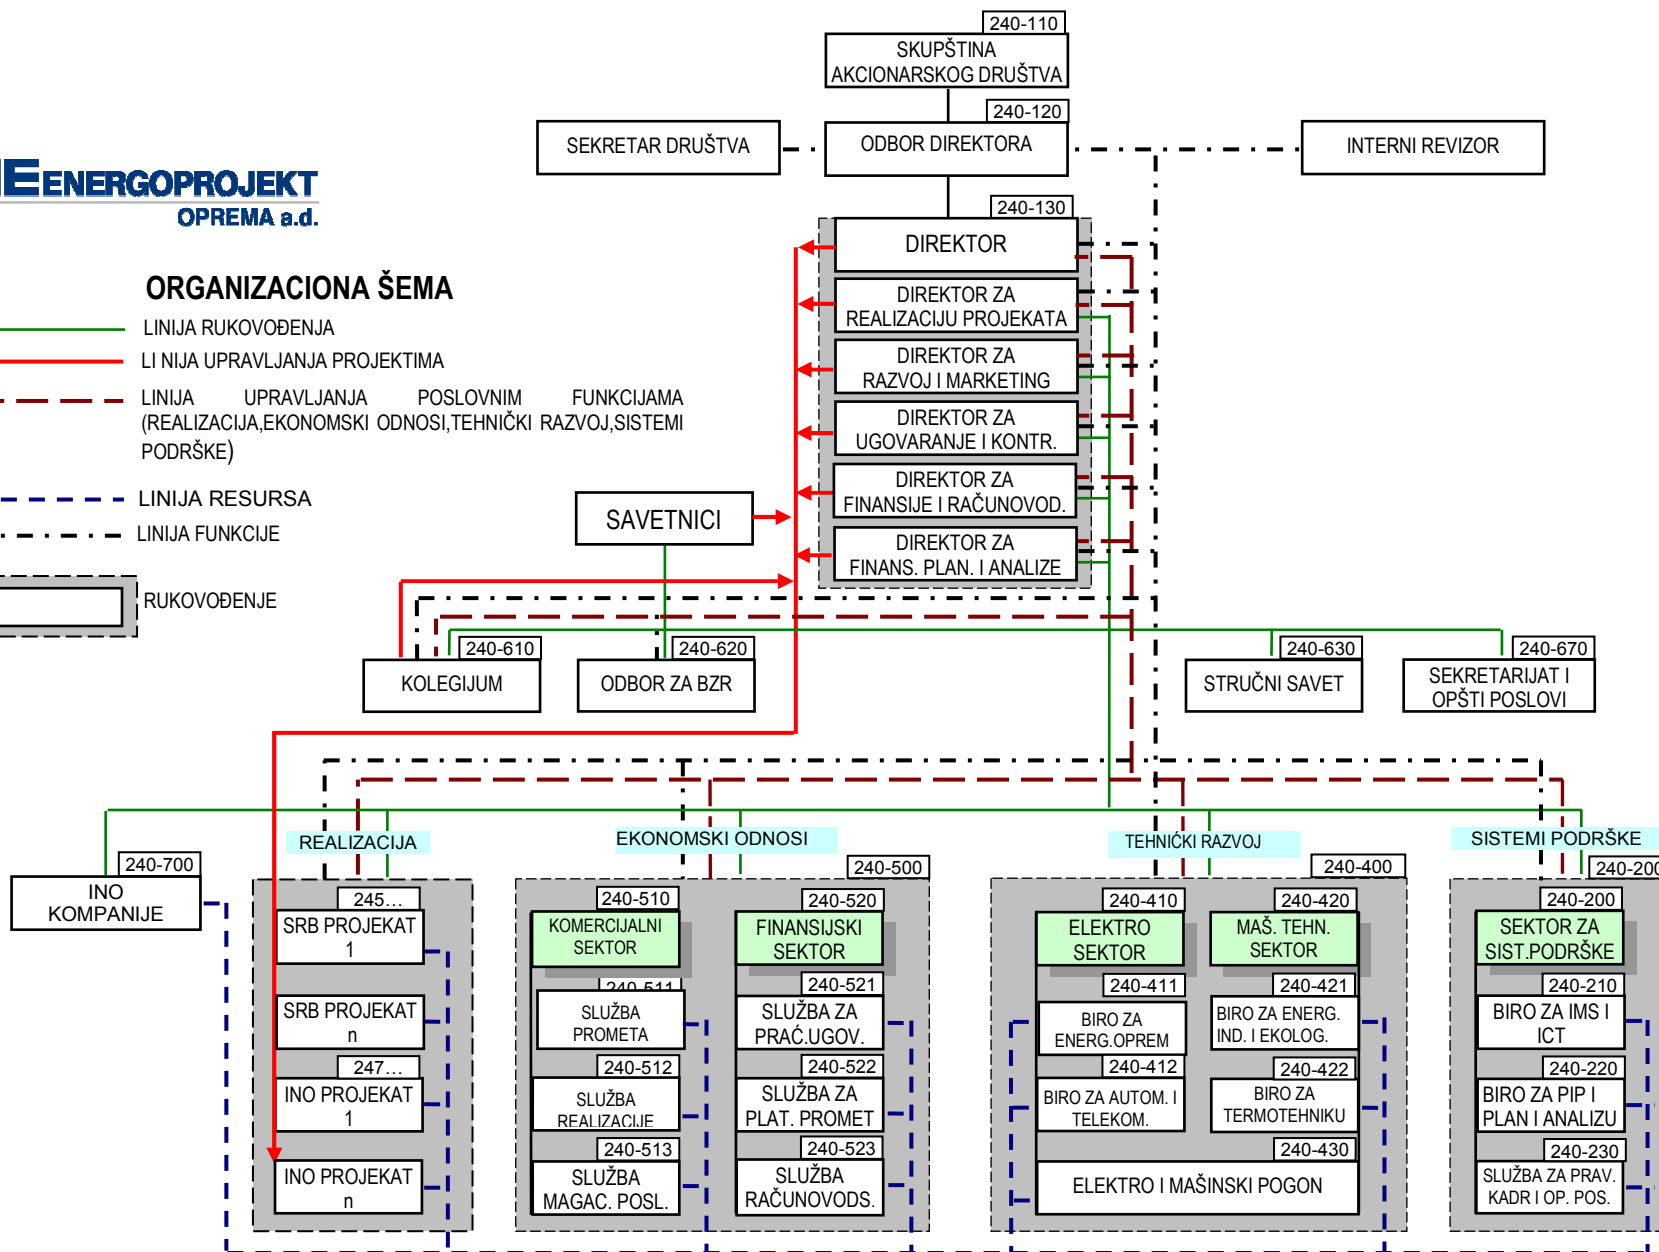 240-110
SKUPŠTINA
AKCIONARSKOG DRUŠTVA
240-120
SEKRETAR DRUŠTVA
ODBOR DIREKTORA
INTERNI REVIZOR
ENERGOPROJEKT
OPREMA a.d.
240-130
DIREKTOR
ORGANIZACIONA ŠEMA
LINIJA RUKOVOĐENJA
LI NIJA UPRAVLJANJA PROJEKTIMA
LINIJA UPRAVLJANJA POSLOVNIM FUNKCIJAMA
(REALIZACIJA,EKONOMSKI ODNOSI,TEHNIČKI RAZVOJ,SISTEMI
PODRŠKE)
LINIJA RESURSA
LINIJA FUNKCIJE
RUKOVOĐENJE
DIREKTOR ZA
REALIZACIJU PROJEKATA
DIREKTOR ZA
RAZVOJ I MARKETING
DIREKTOR ZA
UGOVARANJE I KONTR.
DIREKTOR ZA
FINANSIJE I RAČUNOVOD.
DIREKTOR ZA
FINANS. PLAN. I ANALIZE
SAVETNICI
240-610
KOLEGIJUM
240-620
ODBOR ZA BZR
240-630
STRUČNI SAVET
240-670
SEKRETARIJAT I
OPŠTI POSLOVI
REALIZACIJA
EKONOMSKI ODNOSI
TEHNIĆKI RAZVOJ
SISTEMI PODRŠKE
240-700
INO
KOMPANIJE
245...
SRB PROJEKAT
1
SRB PROJEKAT
n
247...
INO PROJEKAT
1
INO PROJEKAT
n
240-500
240-510
KOMERCIJALNI
SEKTOR
240-511
SLUŽBA
PROMETA
240-512
SLUŽBA
REALIZACIJE
240-513
SLUŽBA
MAGAC. POSL.
240-520
FINANSIJSKI
SEKTOR
240-521
SLUŽBA ZA
PRAĆ.UGOV.
240-522
SLUŽBA ZA
PLAT. PROMET
240-523
SLUŽBA
RAČUNOVODS.
240-400
240-410
ELEKTRO
SEKTOR
240-411
BIRO ZA
ENERG.OPREM
240-412
BIRO ZA AUTOM. I
TELEKOM.
240-420
MAŠ. TEHN.
SEKTOR
240-421
BIRO ZA ENERG.
IND. I EKOLOG.
240-422
BIRO ZA
TERMOTEHNIKU
240-430
ELEKTRO I MAŠINSKI POGON
240-200
240-200
SEKTOR ZA
SIST.PODRŠKE
240-210
BIRO ZA IMS I
ICT
240-220
BIRO ZA PIP I
PLAN I ANALIZU
240-230
SLUŽBA ZA PRAV.
KADR I OP. POS.